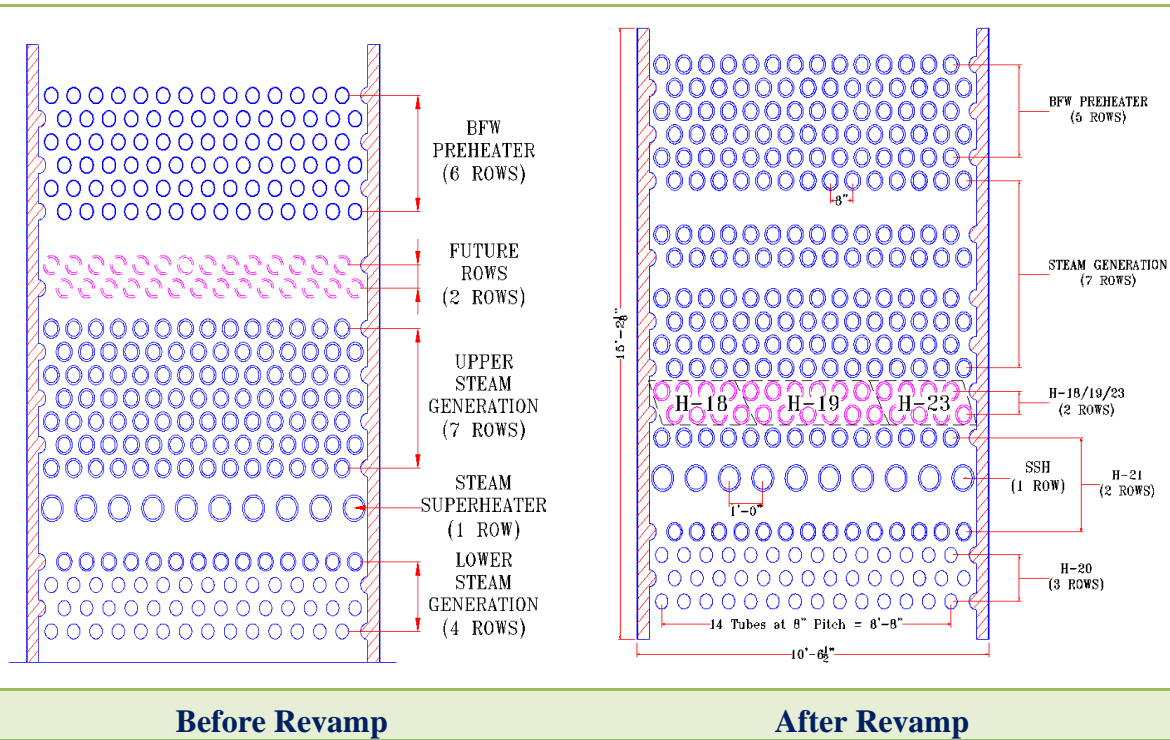 BFW
PREHEATER
(6 ROWS)
FUTURE
ROWS
(2 ROWS)
UPPER
STEAM
GENERATION
(7 ROWS)
STEAM
SUPERHEATER
(1 ROW)
LOWER
STEAM
GENERATION
(4 ROWS)
BFW PREHEATER
(5 ROWS)
8"
STEAM GENERATION
(7 ROWS)
15'-2⅛"
H-18
H-19
H-23
H-18/19/23
(2 ROWS)
SSH
(1 ROW)
H-21
(2 ROWS)
1'-0"
H-20
(3 ROWS)
14 Tubes at 8" Pitch = 8'-8"
10'-6½"
Before Revamp
After Revamp